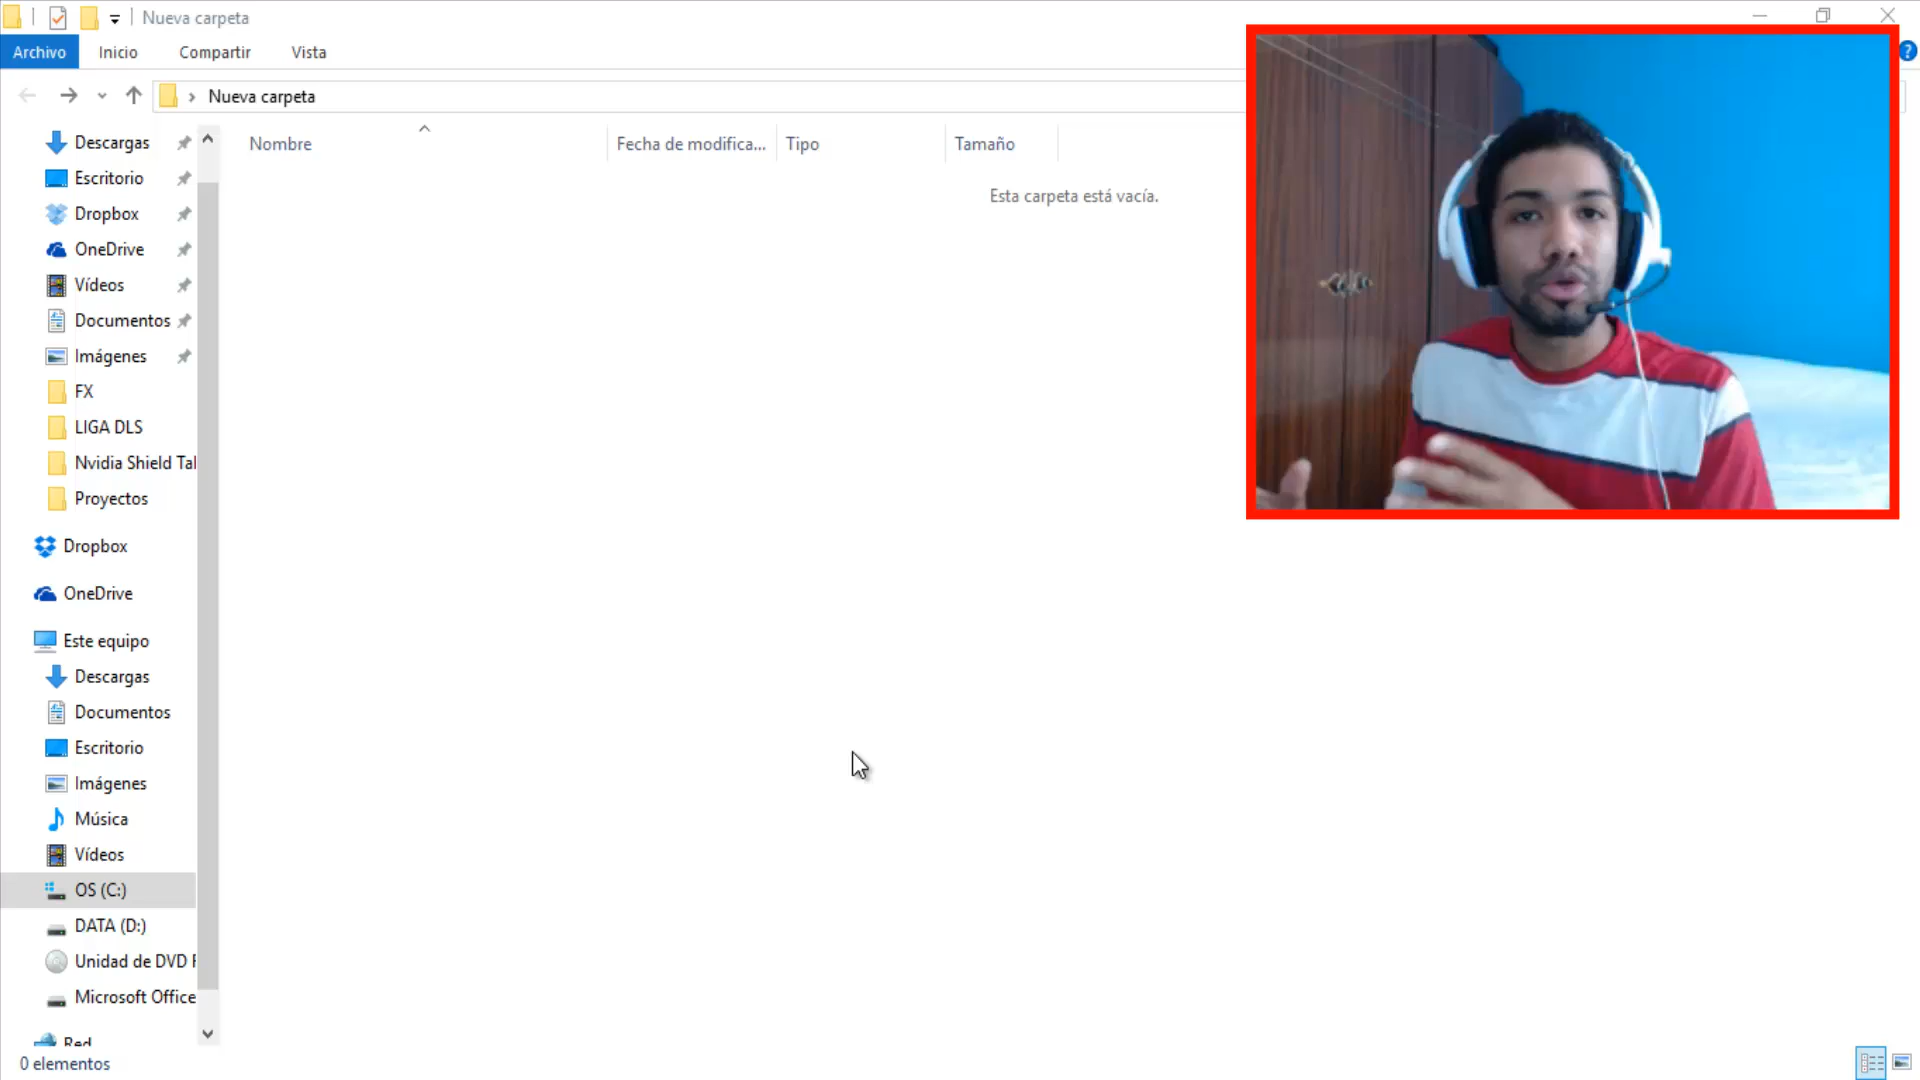 Nueva carpeta
Archivo Inicio Compartir Vista
Nueva carpeta
Nombre Fecha de modifica... Tipo Tamaño
Esta carpeta está vacía.
Descargas
Escritorio
Dropbox
OneDrive
Vídeos
Documentos
Imágenes
FX
LIGA DLS
Nvidia Shield Tal
Proyectos
Dropbox
OneDrive
Este equipo
Descargas
Documentos
Escritorio
Imágenes
Música
Vídeos
OS (C:)
DATA (D:)
Unidad de DVD F
Microsoft Office
Red
0 elementos